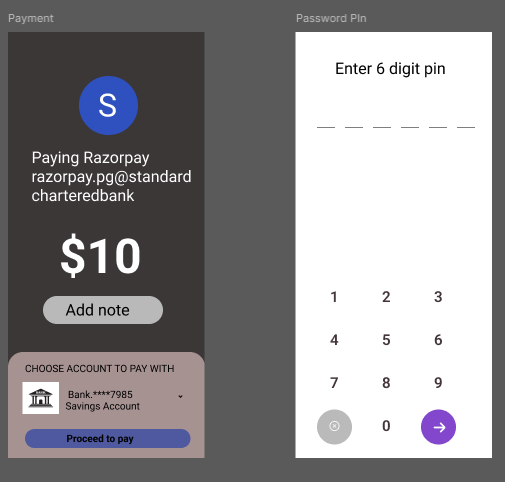 Payment
S
Paying Razorpay
razorpay.pg@standard
charteredbank
$10
Add note
CHOOSE ACCOUNT TO PAY WITH
Bank.****7985
Savings Account
Proceed to pay
Password PIn
Enter 6 digit pin
1 2 3
4 5 6
7 8 9
0